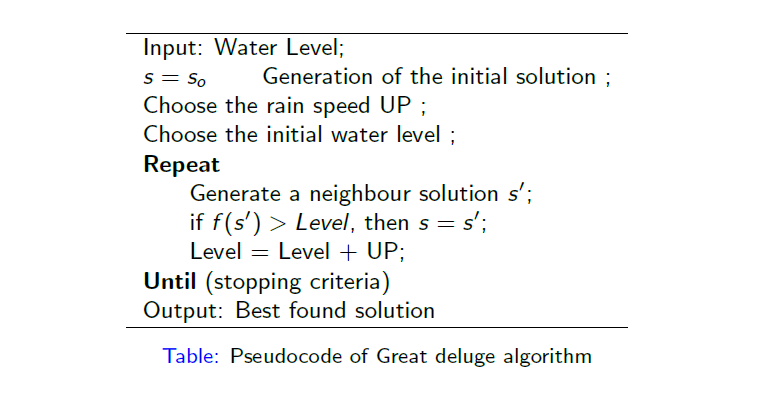 Input: Water Level;
s = sₒ Generation of the initial solution ;
Choose the rain speed UP ;
Choose the initial water level ;
Repeat
Generate a neighbour solution s′;
if f(s′) > Level, then s = s′;
Level = Level + UP;
Until (stopping criteria)
Output: Best found solution
Table: Pseudocode of Great deluge algorithm